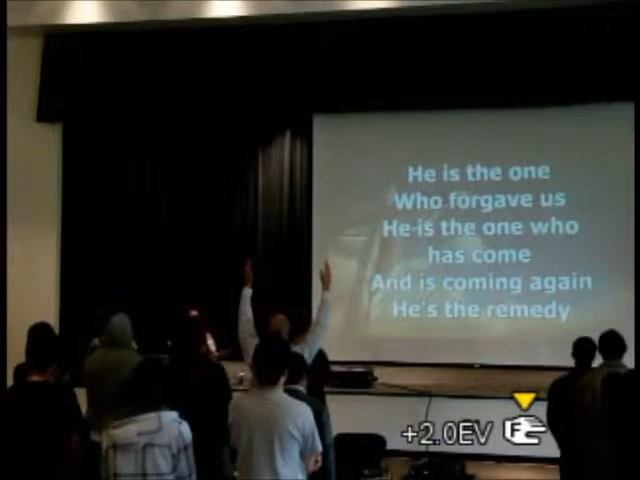 He is the one
Who forgave us
He is the one who
has come
And is coming again
He's the remedy
+2.0EV